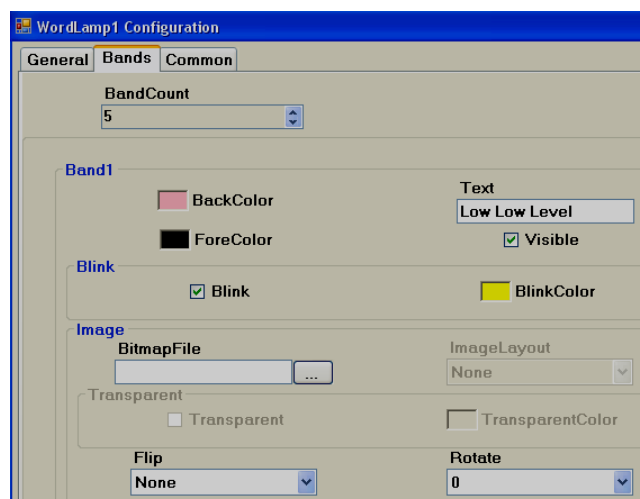 WordLamp1 Configuration
General Bands Common
BandCount
5
Band1
BackColor
Text
Low Low Level
ForeColor
Visible
Blink
Blink
BlinkColor
Image
BitmapFile
ImageLayout
...
None
Transparent
Transparent
TransparentColor
Flip
Rotate
None
0